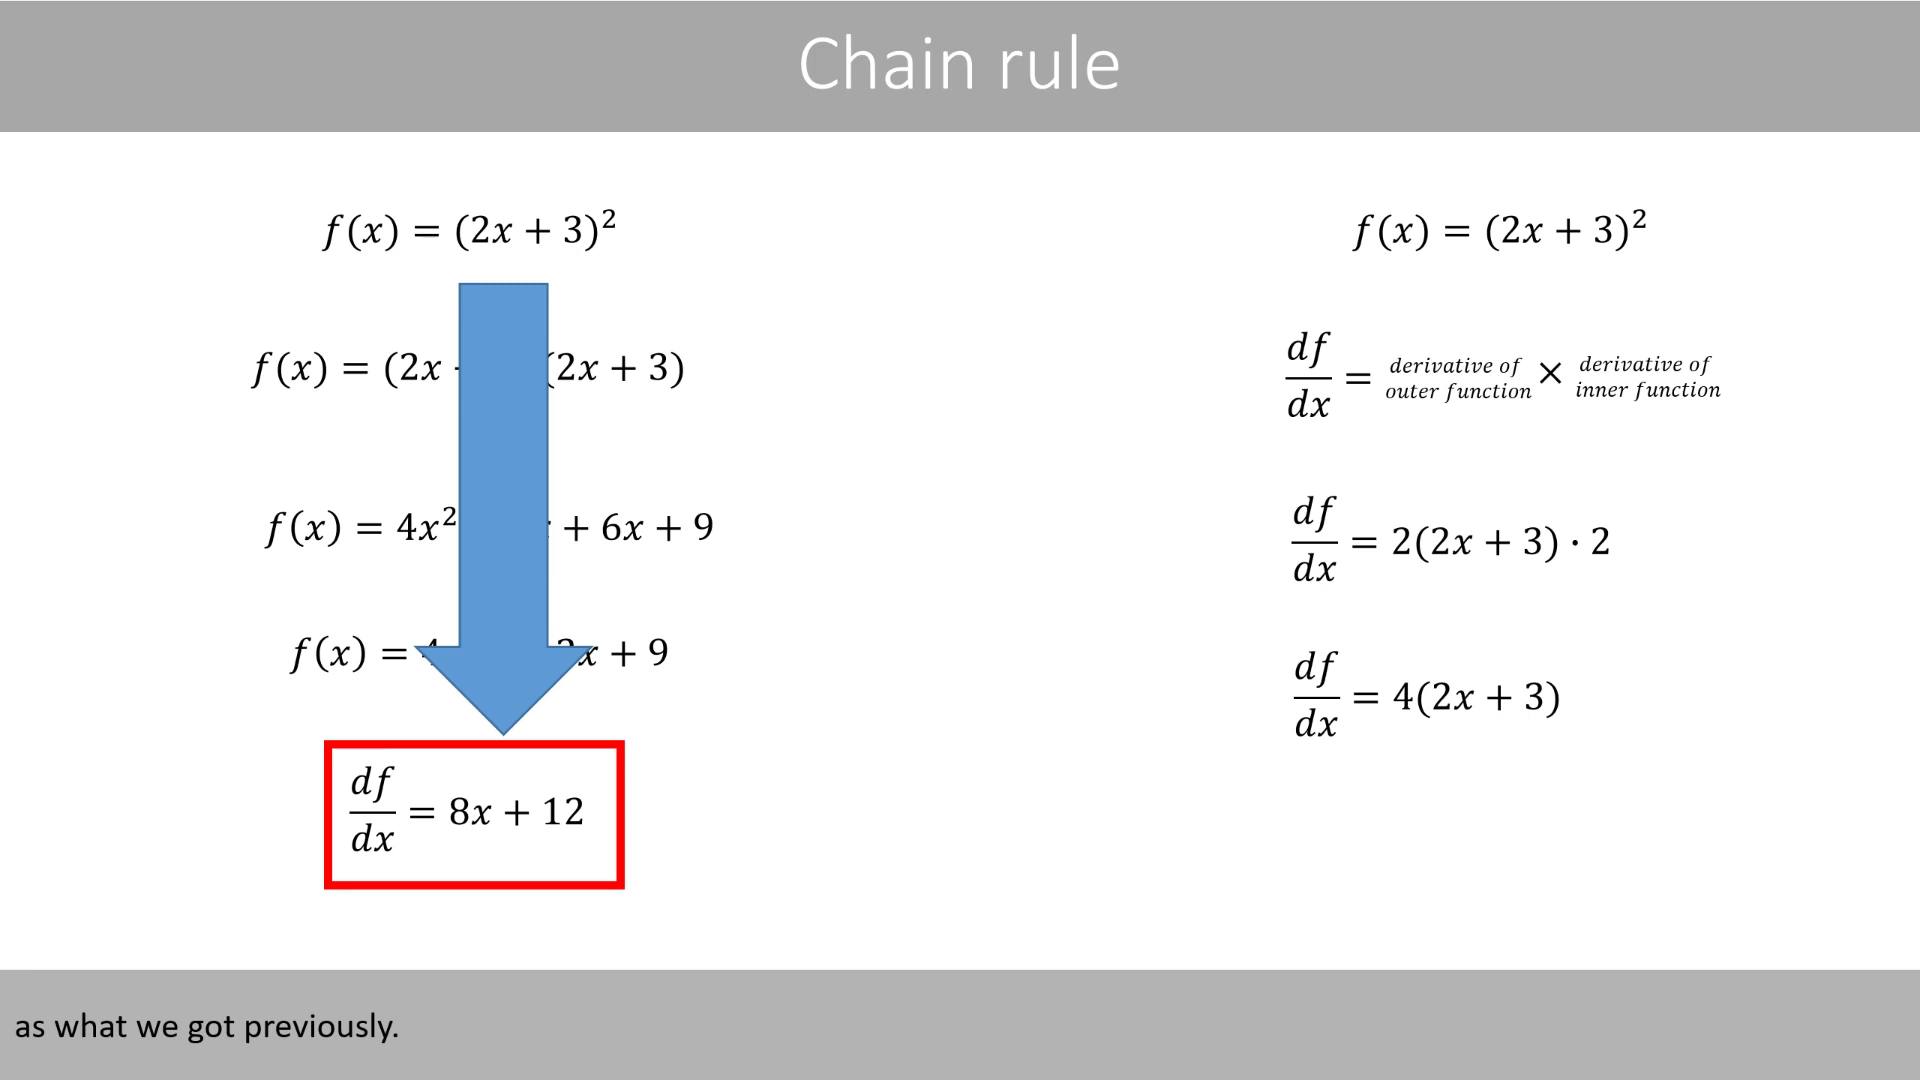 Chain rule
f(x) = (2x + 3)²
f(x) = (2x (2x + 3)
f(x) = 4x² + 6x + 9
f(x) = x + 9
df/dx = 8x + 12
f(x) = (2x + 3)²
df/dx = derivative of outer function × derivative of inner function
df/dx = 2(2x + 3) · 2
df/dx = 4(2x + 3)
as what we got previously.